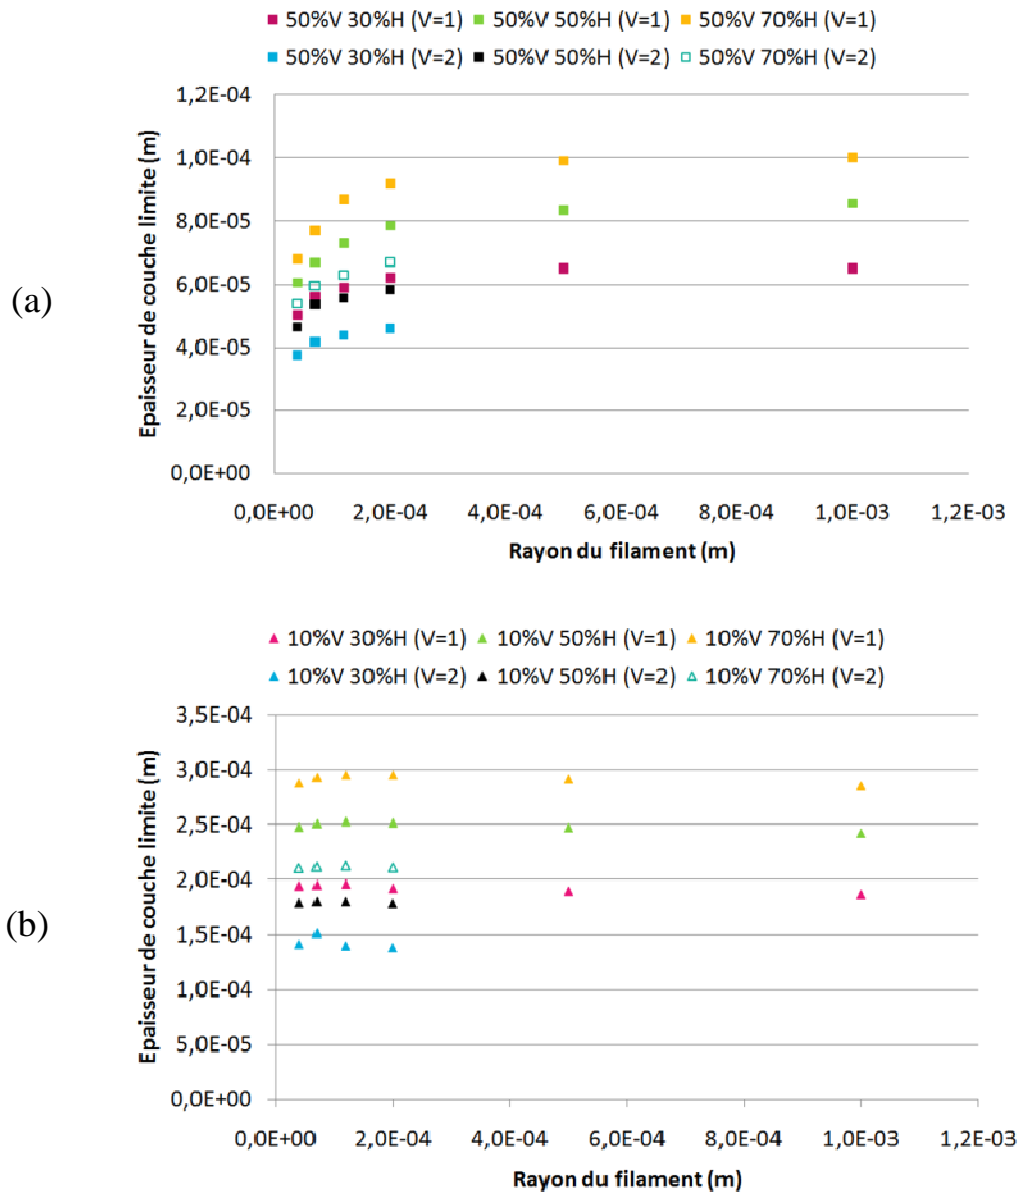 50%V 30%H (V=1) 50%V 50%H (V=1) 50%V 70%H (V=1)
50%V 30%H (V=2) 50%V 50%H (V=2) 50%V 70%H (V=2)
(a)
Epaisseur de couche limite (m)
1,2E-04
1,0E-04
8,0E-05
6,0E-05
4,0E-05
2,0E-05
0,0E+00
0,0E+00 2,0E-04 4,0E-04 6,0E-04 8,0E-04 1,0E-03 1,2E-03
Rayon du filament (m)
10%V 30%H (V=1) 10%V 50%H (V=1) 10%V 70%H (V=1)
10%V 30%H (V=2) 10%V 50%H (V=2) 10%V 70%H (V=2)
(b)
Epaisseur de couche limite (m)
3,5E-04
3,0E-04
2,5E-04
2,0E-04
1,5E-04
1,0E-04
5,0E-05
0,0E+00
0,0E+00 2,0E-04 4,0E-04 6,0E-04 8,0E-04 1,0E-03 1,2E-03
Rayon du filament (m)